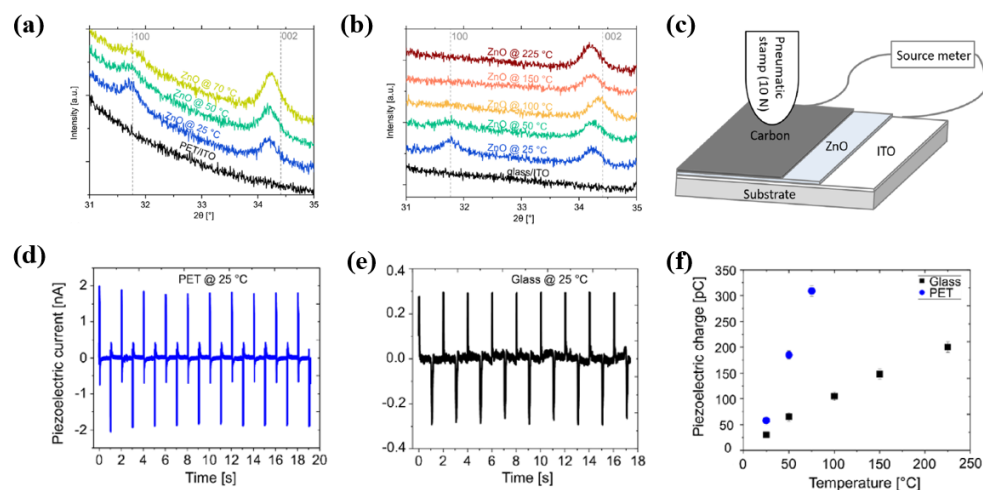 (a)
100
002
ZnO @ 70 °C
ZnO @ 50 °C
ZnO @ 25 °C
PET/ITO
Intensity [a.u.]
31
32
33
34
35
2θ [°]
(b)
100
002
ZnO @ 225 °C
ZnO @ 150 °C
ZnO @ 100 °C
ZnO @ 50 °C
ZnO @ 25 °C
glass/ITO
Intensity [a.u.]
31
32
33
34
35
2θ [°]
(c)
Pneumatic
stamp (10 N)
Source meter
Carbon
ZnO
ITO
Substrate
(d)
PET @ 25 °C
Piezoelectric current [nA]
2
1
0
-1
-2
0 2 4 6 8 10 12 14 16 18 20
Time [s]
(e)
Glass @ 25 °C
0.4
0.2
0.0
-0.2
-0.4
0 2 4 6 8 10 12 14 16 18
Time [s]
(f)
Glass
PET
Piezoelectric charge [pC]
350
300
250
200
150
100
50
0
0 50 100 150 200 250
Temperature [°C]